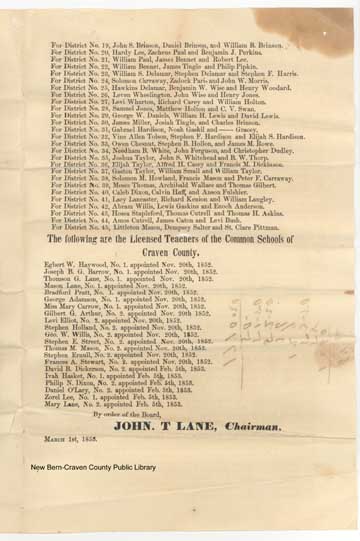 For District No. 19, John S. Brinson, Daniel Brinson, and William B. Brinson.
For District No. 20, Hardy Lee, Zacheus Paul and Benjamin J. Perkins.
For District No. 21, William Paul, James Bennet and Robert Lee.
For District No. 22, William Bennet, James Tingle and Philip Pipkin.
For District No. 23, William S. Delamar, Stephen Delamar and Stephen F. Harris.
For District No. 24, Solomon Carraway, Zadock Paris and John W. Morris.
For District No. 25, Hawkins Delamar, Benjamin W. Wise and Henry Woodard.
For District No. 26, Leven Whealington, John Wise and Henry Jones.
For District No. 27, Levi Wharton, Richard Carey and William Holton.
For District No. 28, Samuel Jones, Matthew Holton and C. V. Swan.
For District No. 29, George W. Daniels, William H. Lewis and David Lewis.
For District No. 30, James Miller, Josiah Tingle, and Charles Brinson.
For District No. 31, Gabrael Hardison, Noah Gaskil and —— Gracey.
For District No. 32, Vine Allen Tolson, Stephen F. Hardison and Elijah S. Hardison.
For District No. 33, Owen Chesnut, Stephen B. Holton, and James M. Rowe.
For District No. 34, Needham B. White, John Ferguson, and Christopher Dudley.
For District No. 35, Joshua Taylor, John S. Whitehead and B. W. Thorp.
For District No. 36, Elijah Taylor, Alfred H. Casey and Francis M. Dickinson.
For District No. 37, Gaston Taylor, William Small and William Taylor.
For District No. 38, Solomon M. Howland, Francis Mason and Peter F. Carraway.
For District No. 39, Moses Thomas, Archibald Wallace and Thomas Gilbert.
For District No. 40, Caleb Dixon, Calvin Haff, and Anson Fulshier.
For District No. 41, Lacy Lancaster, Richard Kenion and William Langley.
For District No. 42, Abram Willis, Lewis Gaskins and Enoch Anderson.
For District No. 43, Hosea Stapleford, Thomas Cutrell and Thomas H. Askins.
For District No. 44, Amos Cutrell, James Caton and Levi Bush.
For District No. 45, Littleton Mason, Dempsey Salter and St. Clare Pittman.
The following are the Licensed Teachers of the Common Schools of
Craven County.
Egbert W. Haywood, No. 1. appointed Nov. 20th, 1852.
Joseph B. G. Barrow, No 1. appointed Nov. 20th, 1852.
Thomson G. Lane, No 1. appointed Nov. 20th, 1852.
Mason Lane, No 1. appointed Nov. 20th, 1852.
Bradford Pratt, No. 1. appointed Nov. 20th, 1852.
George Adamson, No. 1. appointed Nov. 20th, 1852.
Miss Mary Carrow, No 1. appointed Nov. 20th, 1852.
Gilbert G. Arthur, No 2. appointed Nov. 20th 1852.
Levi Elliot, No 2. appointed Nov. 20th, 1852.
Stephen Holland, No 2. appointed Nov. 20th, 1852.
Geo. W. Willis, No 2. appointed Nov. 20th, 1852.
Stephen E. Street, No. 2. appointed Nov. 20th, 1852.
Thomas M. Mason, No 2. appointed Nov. 20th, 1852.
Stephen Ernull, No 2. appointed Nov. 20th, 1852.
Frances A. Stewart, No 2. appointed Nov. 20th, 1852.
David R. Dickerson, No 2. appointed Feb. 5th, 1853.
Ivah Hasket, No 1. appointed Feb. 5th, 1853.
Philip N. Dixon, No 2. appointed Feb. 5th, 1853.
Daniel O'Lacy, No 2. appointed Feb. 5th, 1853.
Zorel Lee, No 1. appointed Feb. 5th, 1853.
Mary Lane, No 2. appointed Feb. 5th, 1853.
By order of the Board,
JOHN. T LANE, Chairman.
March 1st, 1853.
New Bern-Craven County Public Library